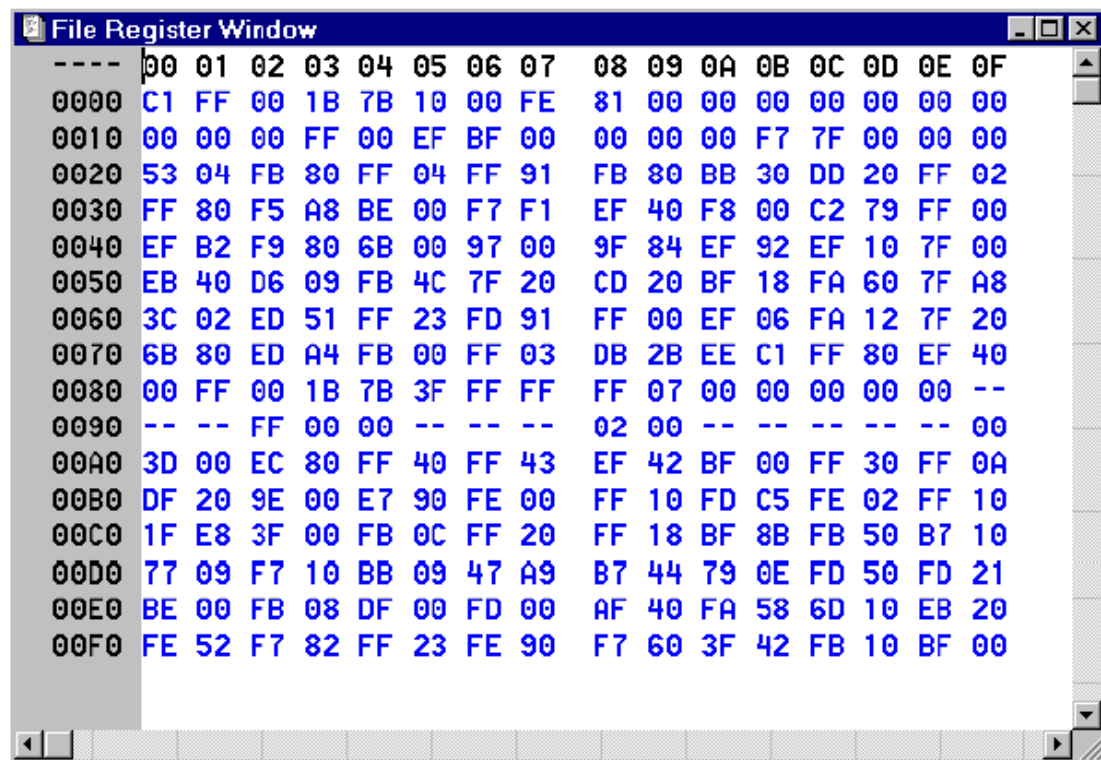 File Register Window
---- 00 01 02 03 04 05 06 07 08 09 0A 0B 0C 0D 0E 0F
0000 C1 FF 00 1B 7B 10 00 FE 81 00 00 00 00 00 00 00
0010 00 00 00 FF 00 EF BF 00 00 00 00 F7 7F 00 00 00
0020 53 04 FB 80 FF 04 FF 91 FB 80 BB 30 DD 20 FF 02
0030 FF 80 F5 A8 BE 00 F7 F1 EF 40 F8 00 C2 79 FF 00
0040 EF B2 F9 80 6B 00 97 00 9F 84 EF 92 EF 10 7F 00
0050 EB 40 D6 09 FB 4C 7F 20 CD 20 BF 18 FA 60 7F A8
0060 3C 02 ED 51 FF 23 FD 91 FF 00 EF 06 FA 12 7F 20
0070 6B 80 ED A4 FB 00 FF 03 DB 2B EE C1 FF 80 EF 40
0080 00 FF 00 1B 7B 3F FF FF FF 07 00 00 00 00 00 --
0090 -- -- FF 00 00 -- -- -- 02 00 -- -- -- -- -- 00
00A0 3D 00 EC 80 FF 40 FF 43 EF 42 BF 00 FF 30 FF 0A
00B0 DF 20 9E 00 E7 90 FE 00 FF 10 FD C5 FE 02 FF 10
00C0 1F E8 3F 00 FB 0C FF 20 FF 18 BF 8B FB 50 B7 10
00D0 77 09 F7 10 BB 09 47 A9 B7 44 79 0E FD 50 FD 21
00E0 BE 00 FB 08 DF 00 FD 00 AF 40 FA 58 6D 10 EB 20
00F0 FE 52 F7 82 FF 23 FE 90 F7 60 3F 42 FB 10 BF 00